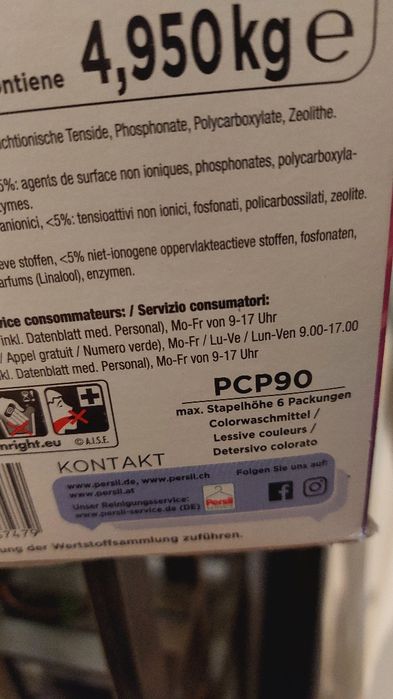 ntiene 4,950 kg e
chtionische Tenside, Phosphonate, Polycarboxylate, Zeolithe.
5%: agents de surface non ioniques, phosphonates, polycarboxyla-
ymes.
anionici, <5%: tensioattivi non ionici, fosfonati, policarbossilati, zeolite.
eve stoffen, <5% niet-ionogene oppervlakteactieve stoffen, fosfonaten,
arfums (Linalool), enzymen.
vice consommateurs: / Servizio consumatori:
inkl. Datenblatt med. Personal), Mo-Fr von 9-17 Uhr
/ Appel gratuit / Numero verde), Mo-Fr / Lu-Ve / Lun-Ven 9.00-17.00
kl. Datenblatt med. Personal), Mo-Fr von 9-17 Uhr
nright.eu © A.I.S.E.
PCP90
max. Stapelhöhe 6 Packungen
Colorwaschmittel /
Lessive couleurs /
Detersivo colorato
KONTAKT
www.persil.de, www.persil.ch
www.persil.at
Unser Reinigungsservice:
www.persil-service.de (DE)
Persil
Folgen Sie uns auf:
7479
ung der Wertstoffsammlung zuführen.